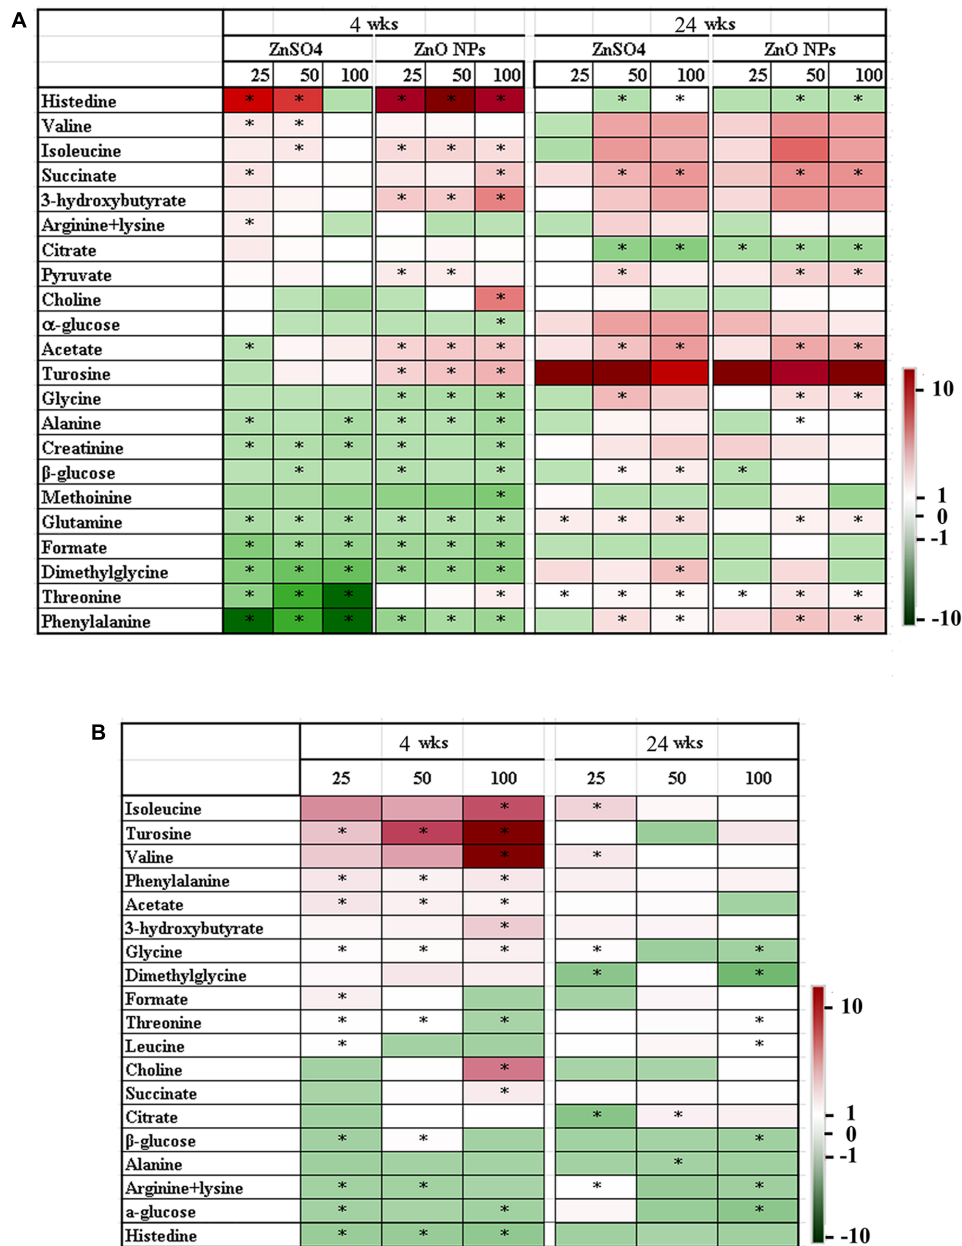 A
4 wks 24 wks
ZnSO4 ZnO NPs ZnSO4 ZnO NPs
25 50 100 25 50 100 25 50 100 25 50 100
Histedine * * * * * * * * *
Valine * *
Isoleucine * * * *
Succinate * * * * * *
3-hydroxybutyrate * * *
Arginine+lysine *
Citrate * * * * *
Pyruvate * * * * *
Choline *
α-glucose *
Acetate * * * * * * * *
Turosine * * *
Glycine * * * * * *
Alanine * * * * * *
Creatinine * * * * *
β-glucose * * * * * *
Methoinine *
Glutamine * * * * * * * * * * *
Formate * * * * * *
Dimethylglycine * * * * * * *
Threonine * * * * * * * * * *
Phenylalanine * * * * * * * * * *
10
1
0
-1
-10
B
4 wks 24 wks
25 50 100 25 50 100
Isoleucine * *
Turosine * * *
Valine * *
Phenylalanine * * *
Acetate * * *
3-hydroxybutyrate *
Glycine * * * * *
Dimethylglycine * *
Formate *
Threonine * * * *
Leucine * *
Choline *
Succinate *
Citrate * *
β-glucose * * *
Alanine *
Arginine+lysine * * * *
a-glucose * * *
Histedine * * *
10
1
0
-1
-10